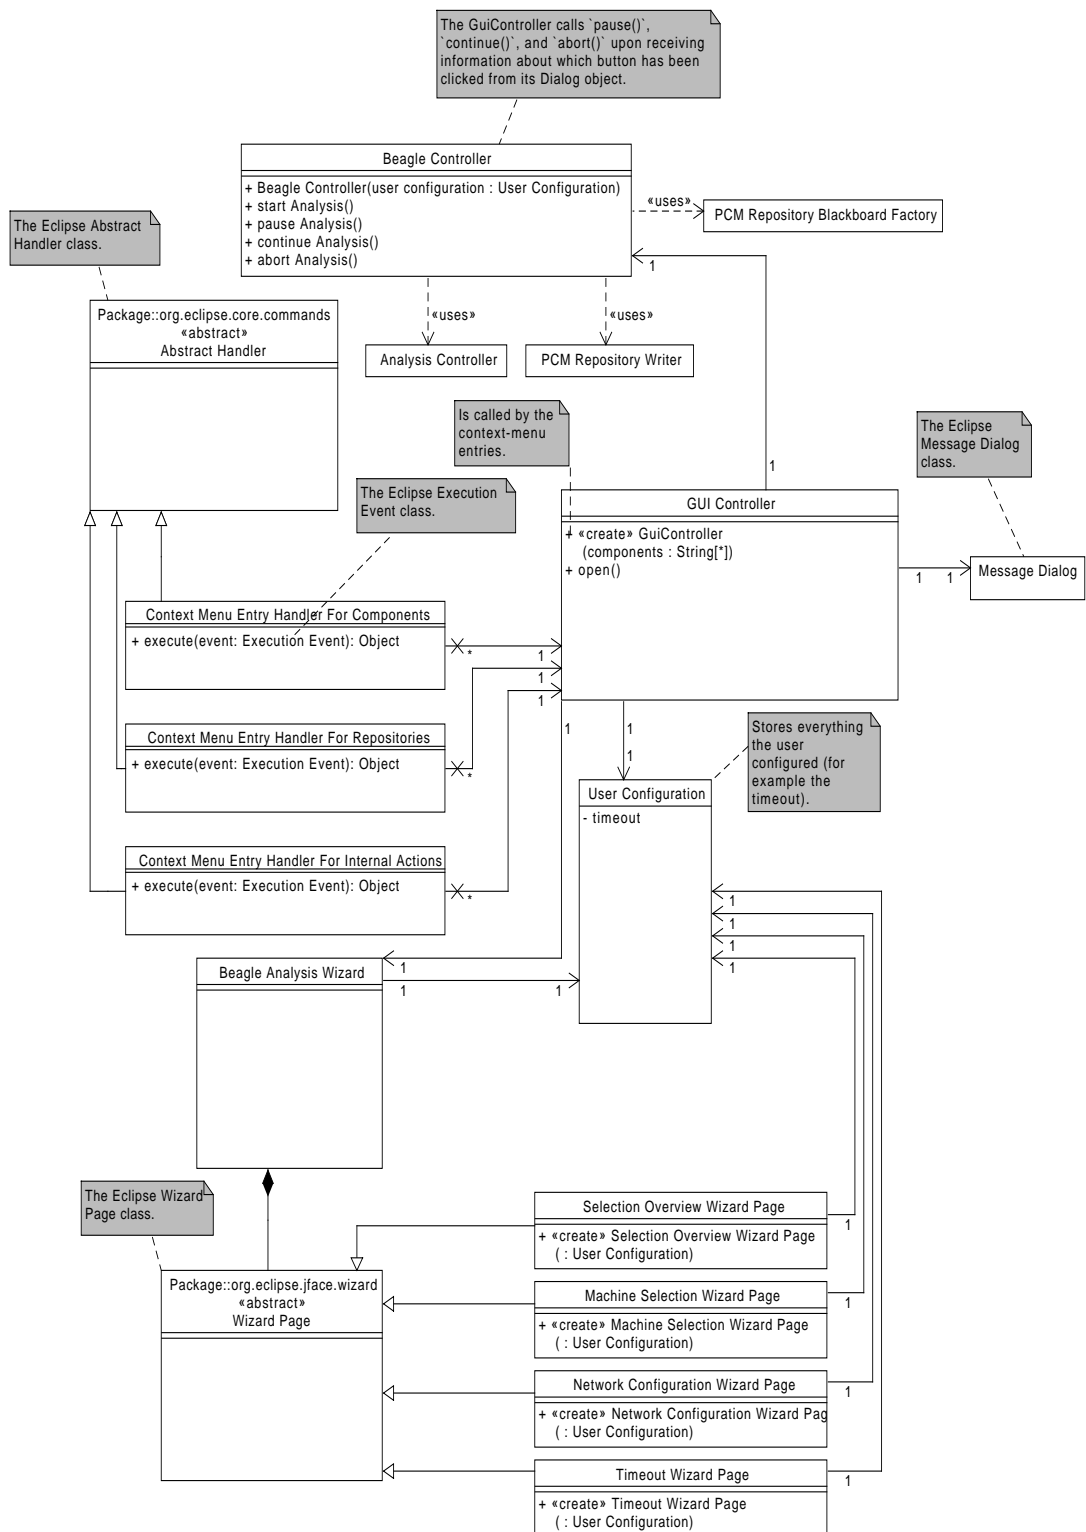 The GuiController calls `pause()`,
`continue()`, and `abort()` upon receiving
information about which button has been
clicked from its Dialog object.
Beagle Controller
+ Beagle Controller(user configuration : User Configuration)
+ start Analysis()
+ pause Analysis()
+ continue Analysis()
+ abort Analysis()
«uses»
PCM Repository Blackboard Factory
The Eclipse Abstract
Handler class.
1
Package::org.eclipse.core.commands
«abstract»
Abstract Handler
«uses»
«uses»
Analysis Controller
PCM Repository Writer
Is called by the
context-menu
entries.
The Eclipse
Message Dialog
class.
1
The Eclipse Execution
Event class.
GUI Controller
+ «create» GuiController
(components : String[*])
+ open()
1
1
Message Dialog
Context Menu Entry Handler For Components
+ execute(event: Execution Event): Object
*
1
1
1
Context Menu Entry Handler For Repositories
+ execute(event: Execution Event): Object
*
1
1
1
Stores everything
the user
configured (for
example the
timeout).
User Configuration
- timeout
Context Menu Entry Handler For Internal Actions
+ execute(event: Execution Event): Object
*
1
1
1
1
Beagle Analysis Wizard
1
1
1
The Eclipse Wizard
Page class.
Package::org.eclipse.jface.wizard
«abstract»
Wizard Page
Selection Overview Wizard Page
+ «create» Selection Overview Wizard Page
( : User Configuration)
1
Machine Selection Wizard Page
+ «create» Machine Selection Wizard Page
( : User Configuration)
1
Network Configuration Wizard Page
+ «create» Network Configuration Wizard Pag
( : User Configuration)
1
Timeout Wizard Page
+ «create» Timeout Wizard Page
( : User Configuration)
1